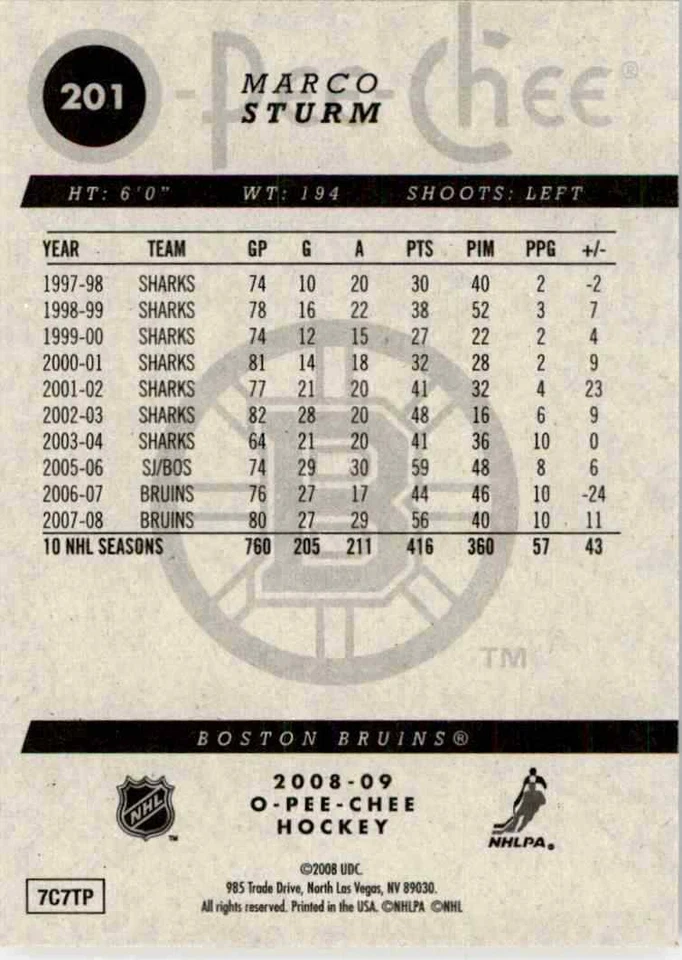 201
O-Pee-Chee®
MARCO
STURM
HT: 6'0" WT: 194 SHOOTS: LEFT
YEAR TEAM GP G A PTS PIM PPG +/-
1997-98 SHARKS 74 10 20 30 40 2 -2
1998-99 SHARKS 78 16 22 38 52 3 7
1999-00 SHARKS 74 12 15 27 22 2 4
2000-01 SHARKS 81 14 18 32 28 2 9
2001-02 SHARKS 77 21 20 41 32 4 23
2002-03 SHARKS 82 28 20 48 16 6 9
2003-04 SHARKS 64 21 20 41 36 10 0
2005-06 SJ/BOS 74 29 30 59 48 8 6
2006-07 BRUINS 76 27 17 44 46 10 -24
2007-08 BRUINS 80 27 29 56 40 10 11
10 NHL SEASONS 760 205 211 416 360 57 43
B
TM
BOSTON BRUINS®
NHL
TM
2008-09
O-PEE-CHEE
HOCKEY
NHLPA®
©2008 UDC.
985 Trade Drive, North Las Vegas, NV 89030.
All rights reserved. Printed in the USA. ©NHLPA ©NHL
7C7TP